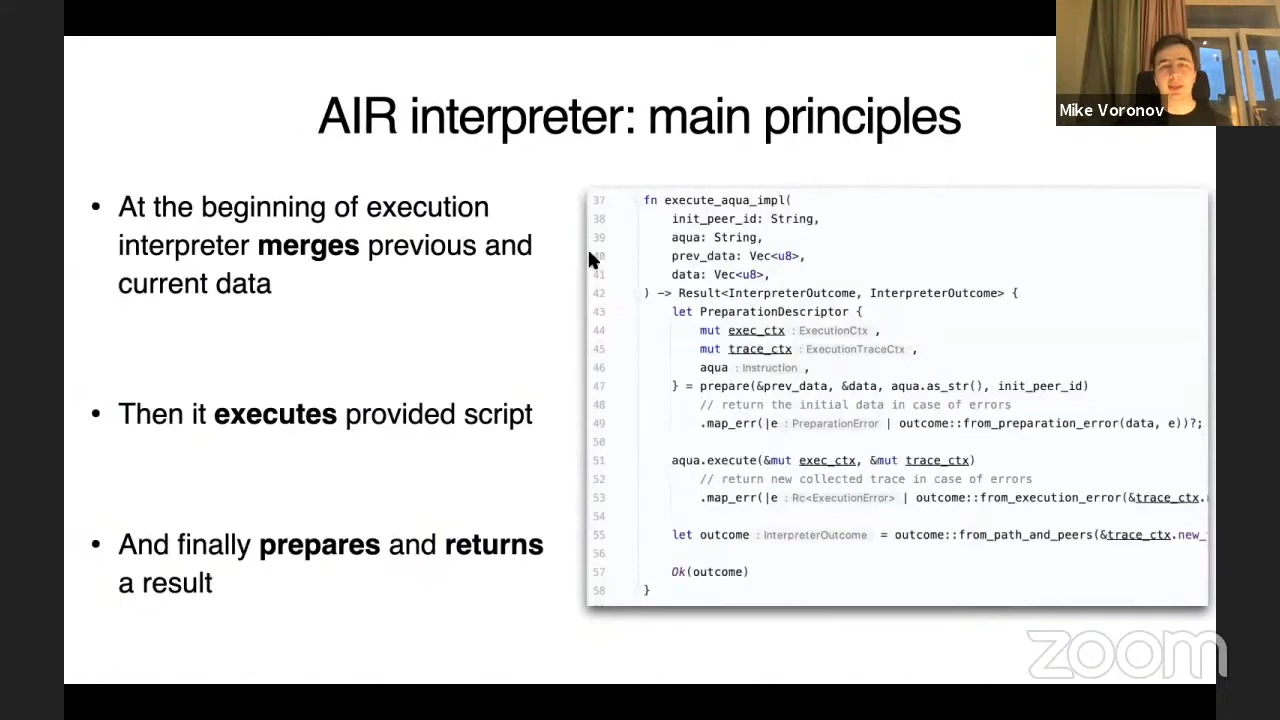 AIR interpreter: main principles
Mike Voronov
• At the beginning of execution
interpreter merges previous and
current data
• Then it executes provided script
• And finally prepares and returns
a result
37 fn execute_aqua_impl(
38 init_peer_id: String,
39 aqua: String,
40 prev_data: Vec<u8>,
41 data: Vec<u8>,
42 ) -> Result<InterpreterOutcome, InterpreterOutcome> {
43 let PreparationDescriptor {
44 mut exec_ctx : ExecutionCtx ,
45 mut trace_ctx : ExecutionTraceCtx ,
46 aqua : Instruction ,
47 } = prepare(&prev_data, &data, aqua.as_str(), init_peer_id)
48 // return the initial data in case of errors
49 .map_err(|e : PreparationError | outcome::from_preparation_error(data, e))?;
50
51 aqua.execute(&mut exec_ctx, &mut trace_ctx)
52 // return new collected trace in case of errors
53 .map_err(|e : Rc<ExecutionError> | outcome::from_execution_error(&trace_ctx.
54
55 let outcome : InterpreterOutcome = outcome::from_path_and_peers(&trace_ctx.new_
56
57 Ok(outcome)
58 }
zoom